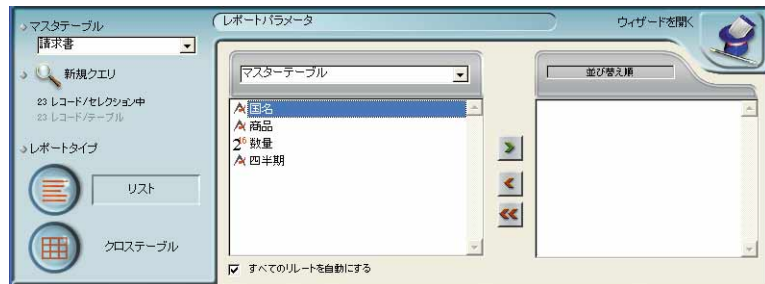 マスタテーブル
請求書
新規クエリ
23 レコード/セレクション中
23 レコード/テーブル
レポートタイプ
リスト
クロステーブル
レポートパラメータ
ウィザードを開く
マスターテーブル
国名
商品
数量
四半期
すべてのリレートを自動にする
並び替え順